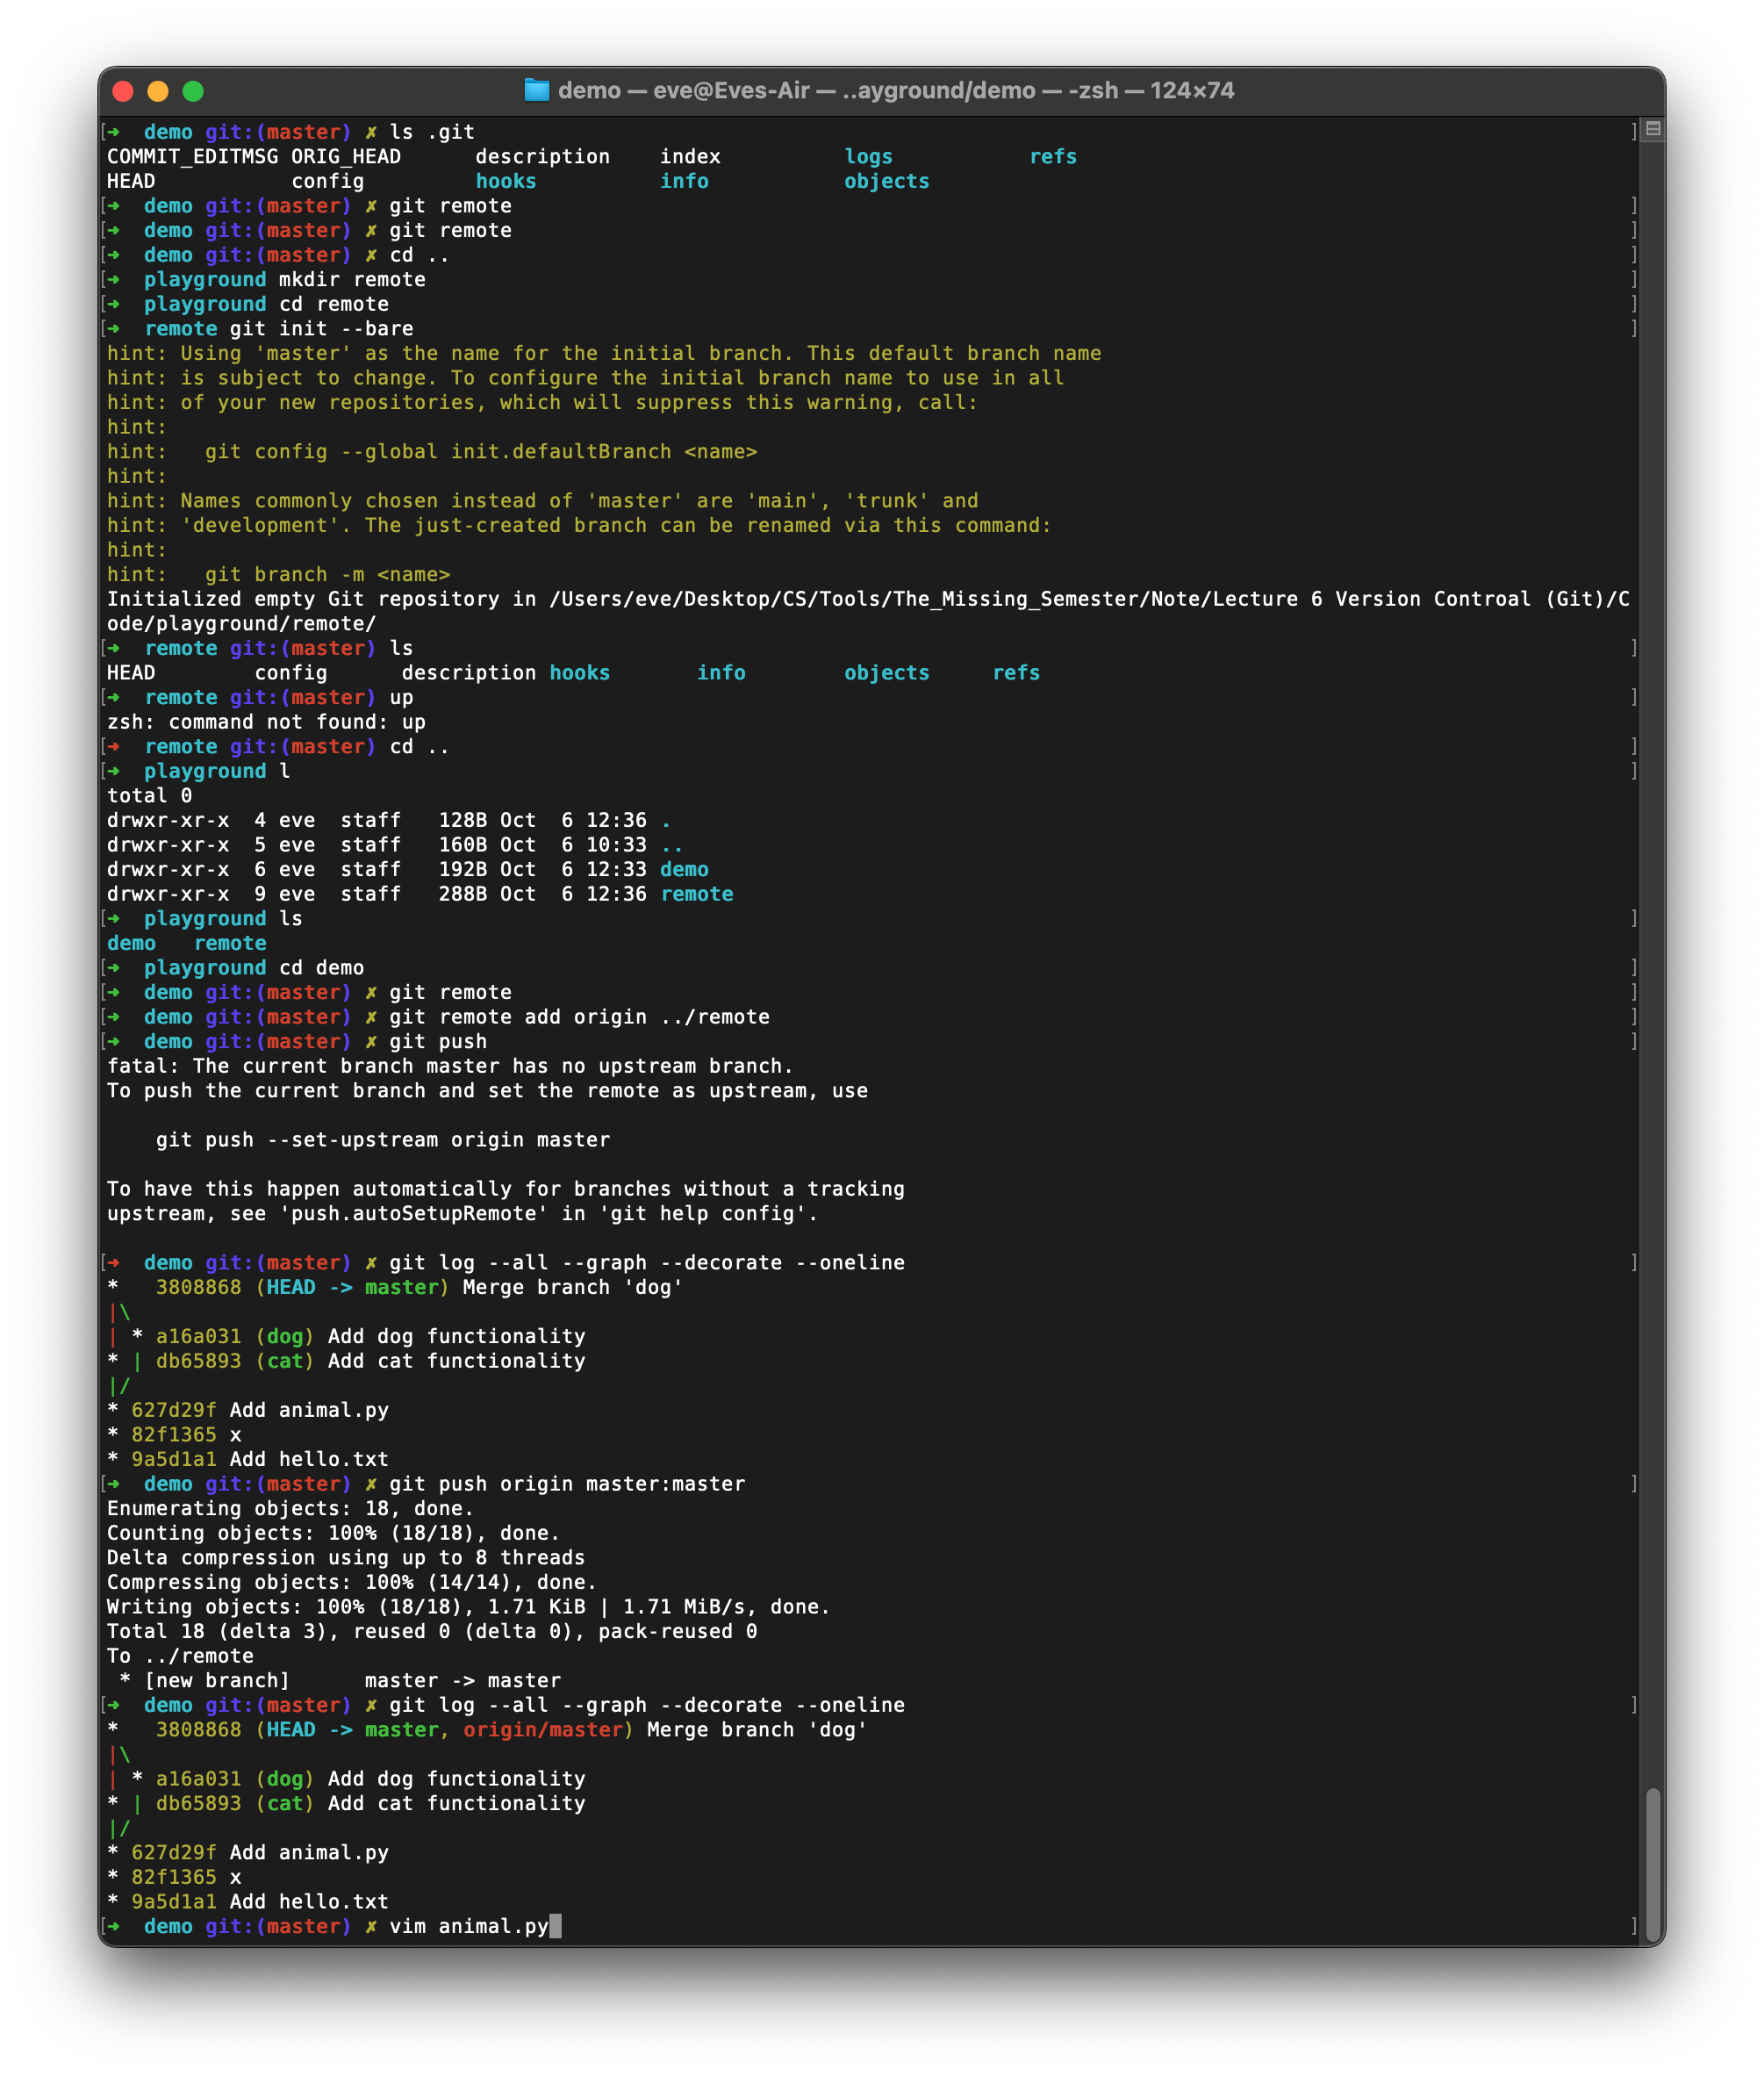 demo — eve@Eves-Air — ..ayground/demo — -zsh — 124×74
[➜  demo git:(master) ✗ ls .git ]
COMMIT_EDITMSG ORIG_HEAD      description    index          logs           refs
HEAD           config         hooks          info           objects
[➜  demo git:(master) ✗ git remote ]
[➜  demo git:(master) ✗ git remote ]
[➜  demo git:(master) ✗ cd .. ]
[➜  playground mkdir remote ]
[➜  playground cd remote ]
[➜  remote git init --bare ]
hint: Using 'master' as the name for the initial branch. This default branch name
hint: is subject to change. To configure the initial branch name to use in all
hint: of your new repositories, which will suppress this warning, call:
hint:
hint:   git config --global init.defaultBranch <name>
hint:
hint: Names commonly chosen instead of 'master' are 'main', 'trunk' and
hint: 'development'. The just-created branch can be renamed via this command:
hint:
hint:   git branch -m <name>
Initialized empty Git repository in /Users/eve/Desktop/CS/Tools/The_Missing_Semester/Note/Lecture 6 Version Controal (Git)/C
ode/playground/remote/
[➜  remote git:(master) ls ]
HEAD        config      description hooks       info        objects     refs
[➜  remote git:(master) up ]
zsh: command not found: up
[➜  remote git:(master) cd .. ]
[➜  playground l ]
total 0
drwxr-xr-x  4 eve  staff   128B Oct  6 12:36 .
drwxr-xr-x  5 eve  staff   160B Oct  6 10:33 ..
drwxr-xr-x  6 eve  staff   192B Oct  6 12:33 demo
drwxr-xr-x  9 eve  staff   288B Oct  6 12:36 remote
[➜  playground ls ]
demo   remote
[➜  playground cd demo ]
[➜  demo git:(master) ✗ git remote ]
[➜  demo git:(master) ✗ git remote add origin ../remote ]
[➜  demo git:(master) ✗ git push ]
fatal: The current branch master has no upstream branch.
To push the current branch and set the remote as upstream, use
    git push --set-upstream origin master
To have this happen automatically for branches without a tracking
upstream, see 'push.autoSetupRemote' in 'git help config'.
[➜  demo git:(master) ✗ git log --all --graph --decorate --oneline ]
*   3808868 (HEAD -> master) Merge branch 'dog'
|\
| * a16a031 (dog) Add dog functionality
* | db65893 (cat) Add cat functionality
|/
* 627d29f Add animal.py
* 82f1365 x
* 9a5d1a1 Add hello.txt
[➜  demo git:(master) ✗ git push origin master:master ]
Enumerating objects: 18, done.
Counting objects: 100% (18/18), done.
Delta compression using up to 8 threads
Compressing objects: 100% (14/14), done.
Writing objects: 100% (18/18), 1.71 KiB | 1.71 MiB/s, done.
Total 18 (delta 3), reused 0 (delta 0), pack-reused 0
To ../remote
 * [new branch]      master -> master
[➜  demo git:(master) ✗ git log --all --graph --decorate --oneline ]
*   3808868 (HEAD -> master, origin/master) Merge branch 'dog'
|\
| * a16a031 (dog) Add dog functionality
* | db65893 (cat) Add cat functionality
|/
* 627d29f Add animal.py
* 82f1365 x
* 9a5d1a1 Add hello.txt
[➜  demo git:(master) ✗ vim animal.py ]